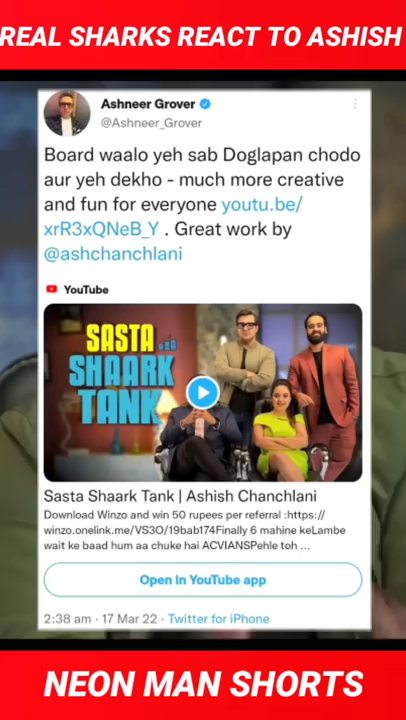 REAL SHARKS REACT TO ASHISH
Ashneer Grover
@Ashneer_Grover
Board waalo yeh sab Doglapan chodo
aur yeh dekho - much more creative
and fun for everyone youtu.be/
xrR3xQNeB_Y . Great work by
@ashchanchlani
YouTube
SASTA
SHAARK
TANK
Sasta Shaark Tank | Ashish Chanchlani
Download Winzo and win 50 rupees per referral :https://
winzo.onelink.me/VS3O/19bab174Finally 6 mahine keLambe
wait ke baad hum aa chuke hai ACVIANSPehle toh ...
Open in YouTube app
2:38 am · 17 Mar 22 · Twitter for iPhone
NEON MAN SHORTS